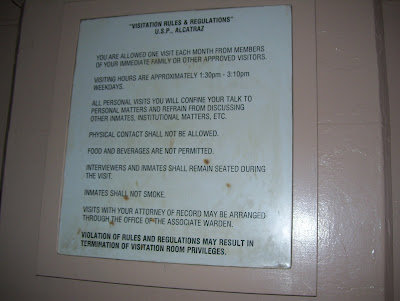 "VISITATION RULES & REGULATIONS"
U.S.P., ALCATRAZ
YOU ARE ALLOWED ONE VISIT EACH MONTH FROM MEMBERS
OF YOUR IMMEDIATE FAMILY OR OTHER APPROVED VISITORS.
VISITING HOURS ARE APPROXIMATELY 1:30pm - 3:10pm
WEEKDAYS.
ALL PERSONAL VISITS YOU WILL CONFINE YOUR TALK TO
PERSONAL MATTERS AND REFRAIN FROM DISCUSSING
OTHER INMATES, INSTITUTIONAL MATTERS, ETC.
PHYSICAL CONTACT SHALL NOT BE ALLOWED.
FOOD AND BEVERAGES ARE NOT PERMITTED.
INTERVIEWERS AND INMATES SHALL REMAIN SEATED DURING
THE VISIT.
INMATES SHALL NOT SMOKE.
VISITS WITH YOUR ATTORNEY OF RECORD MAY BE ARRANGED
THROUGH THE OFFICE OF THE ASSOCIATE WARDEN.
VIOLATION OF RULES AND REGULATIONS MAY RESULT IN
TERMINATION OF VISITATION ROOM PRIVILEGES.